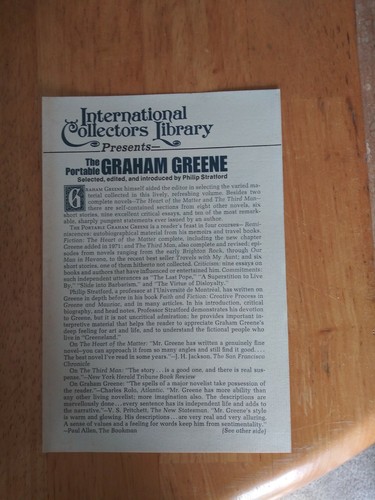 International
Collectors Library
Presents—
The Portable GRAHAM GREENE
Selected, edited, and introduced by Philip Stratford
GRAHAM GREENE himself aided the editor in selecting the varied ma-
terial collected in this lively, refreshing volume. Besides two
complete novels—The Heart of the Matter and The Third Man—
there are self-contained sections from eight other novels, six
short stories, nine excellent critical essays, and ten of the most remark-
able, sharply pungent statements ever issued by an author.
THE PORTABLE GRAHAM GREENE is a reader's feast in four courses—Remi-
niscences: autobiographical material from his memoirs and travel books.
Fiction: The Heart of the Matter, complete, including the new chapter
Greene added in 1971; and The Third Man, also complete and revised; epi-
sodes from novels ranging from the early Brighton Rock, through Our
Man in Havana, to the recent best seller Travels with My Aunt; and six
short stories, one of them hitherto not collected. Criticism: nine essays on
books and authors that have influenced or entertained him. Commitments:
such independent utterances as "The Last Pope," "A Superstition to Live
By," "Slide into Barbarism," and "The Virtue of Disloyalty."
Philip Stratford, a professor at l'Université de Montréal, has written on
Greene in depth in his book Faith and Fiction: Creative Process in
Greene and Mauriac, and in many articles. In his introduction, critical
biography, and head notes, Professor Stratford demonstrates his devotion
to Greene, but it is not uncritical admiration: he provides important in-
terpretive material that helps the reader to appreciate Graham Greene's
deep feeling for art and life, and to understand the fictional people who
live in "Greeneland."
On The Heart of the Matter: "Mr. Greene has written a genuinely fine
novel—you can approach it from so many angles and still find it good. . . .
The best novel I've read in some years."—J. H. Jackson, The San Francisco
Chronicle
On The Third Man: "The story . . . is a good one; and there is real sus-
pense."—New York Herald Tribune Book Review
On Graham Greene: "The spells of a major novelist take possession of
the reader."—Charles Rolo, Atlantic. "Mr. Greene has more ability than
any other living novelist; more imagination also. The descriptions are
marvellously done . . . every sentence has its independent life and adds to
the narrative."—V. S. Pritchett, The New Statesman. "Mr. Greene's style
is warm and glowing. His descriptions . . . are very real and very alluring.
A sense of values and a feeling for words keep him from sentimentality."
—Paul Allen, The Bookman (See other side)